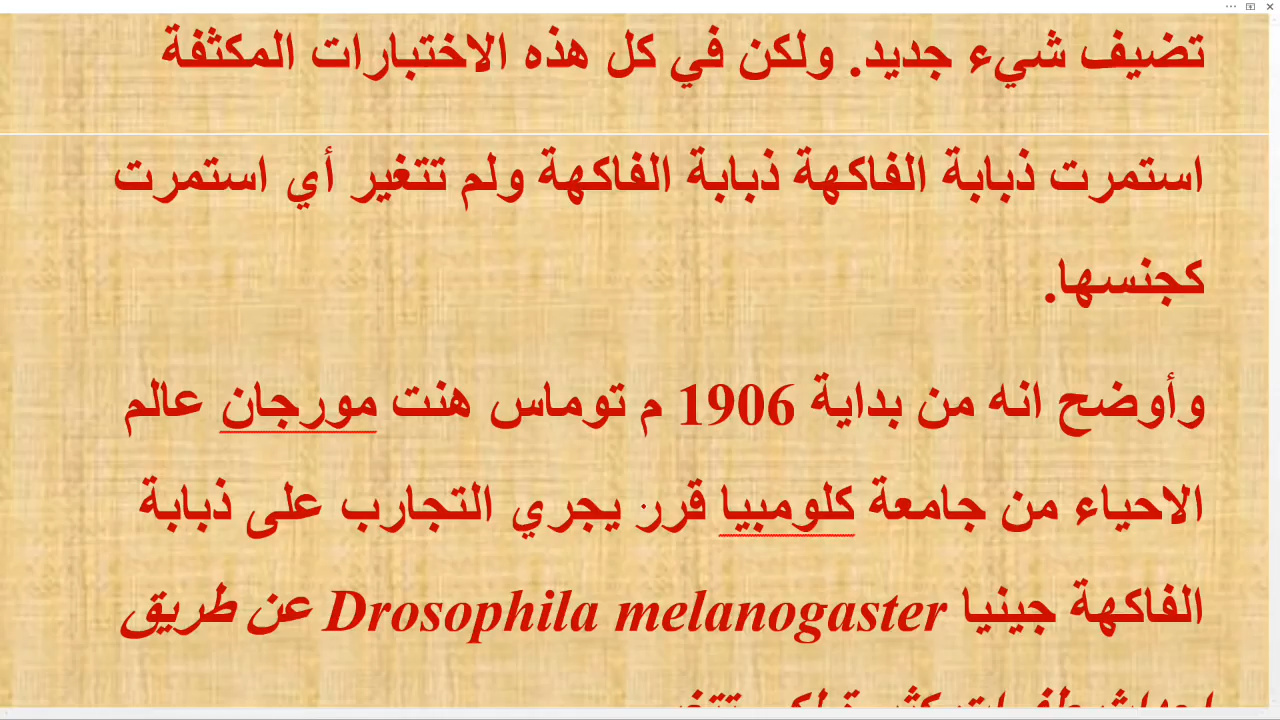 تضيف شيء جديد. ولكن في كل هذه الاختبارات المكثفة
استمرت ذبابة الفاكهة ذبابة الفاكهة ولم تتغير أي استمرت
كجنسها.
وأوضح انه من بداية 1906 م توماس هنت مورجان عالم
الاحياء من جامعة كلومبيا قرر يجري التجارب على ذبابة
الفاكهة جينيا Drosophila melanogaster عن طريق